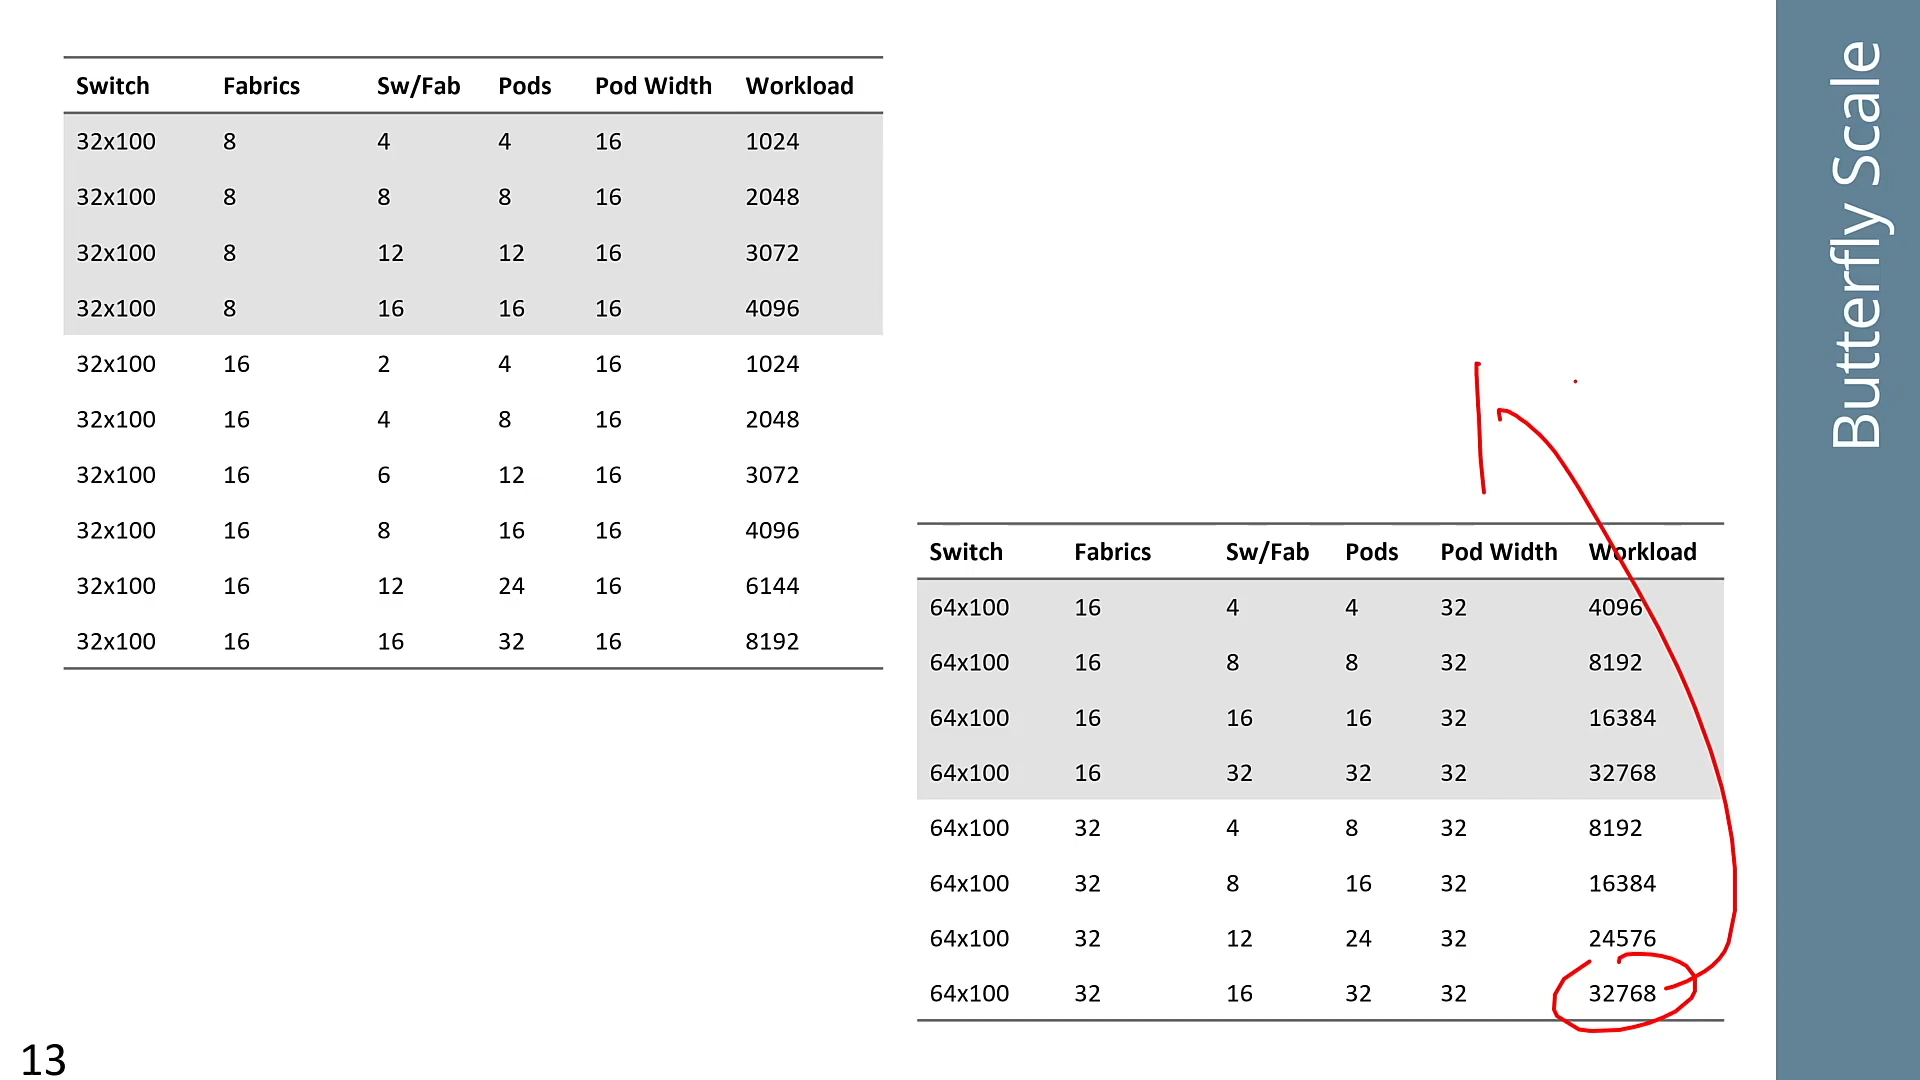 Switch Fabrics Sw/Fab Pods Pod Width Workload
32x100 8 4 4 16 1024
32x100 8 8 8 16 2048
32x100 8 12 12 16 3072
32x100 8 16 16 16 4096
32x100 16 2 4 16 1024
32x100 16 4 8 16 2048
32x100 16 6 12 16 3072
32x100 16 8 16 16 4096
32x100 16 12 24 16 6144
32x100 16 16 32 16 8192
Switch Fabrics Sw/Fab Pods Pod Width Workload
64x100 16 4 4 32 4096
64x100 16 8 8 32 8192
64x100 16 16 16 32 16384
64x100 16 32 32 32 32768
64x100 32 4 8 32 8192
64x100 32 8 16 32 16384
64x100 32 12 24 32 24576
64x100 32 16 32 32 32768
Butterfly Scale
13